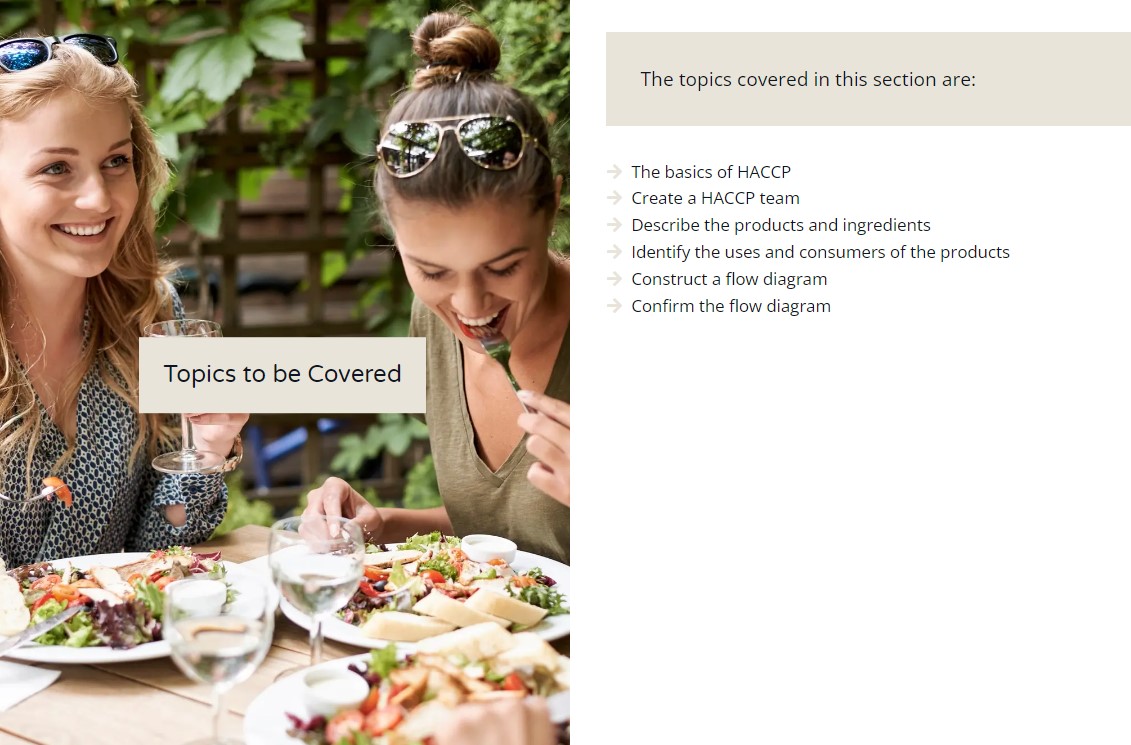 Topics to be Covered
The topics covered in this section are:
The basics of HACCP
Create a HACCP team
Describe the products and ingredients
Identify the uses and consumers of the products
Construct a flow diagram
Confirm the flow diagram